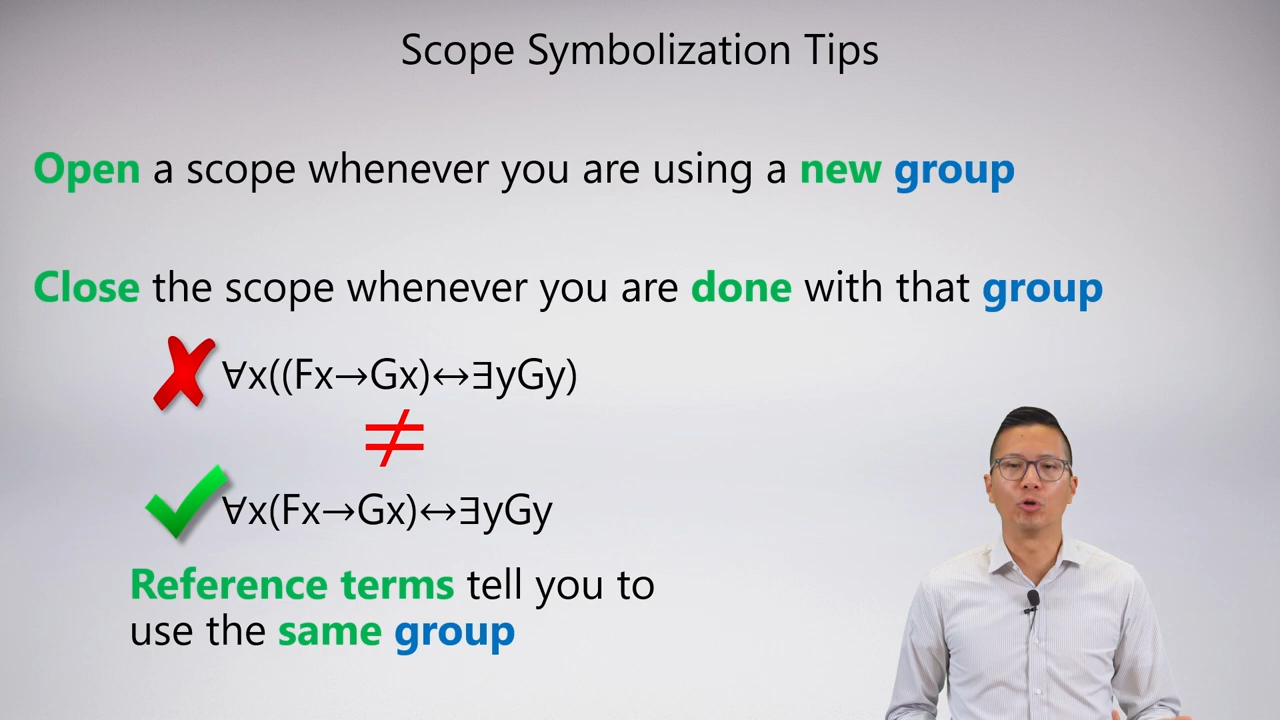 Scope Symbolization Tips
Open a scope whenever you are using a new group
Close the scope whenever you are done with that group
∀x((Fx→Gx)↔∃yGy)
≠
∀x(Fx→Gx)↔∃yGy
Reference terms tell you to
use the same group